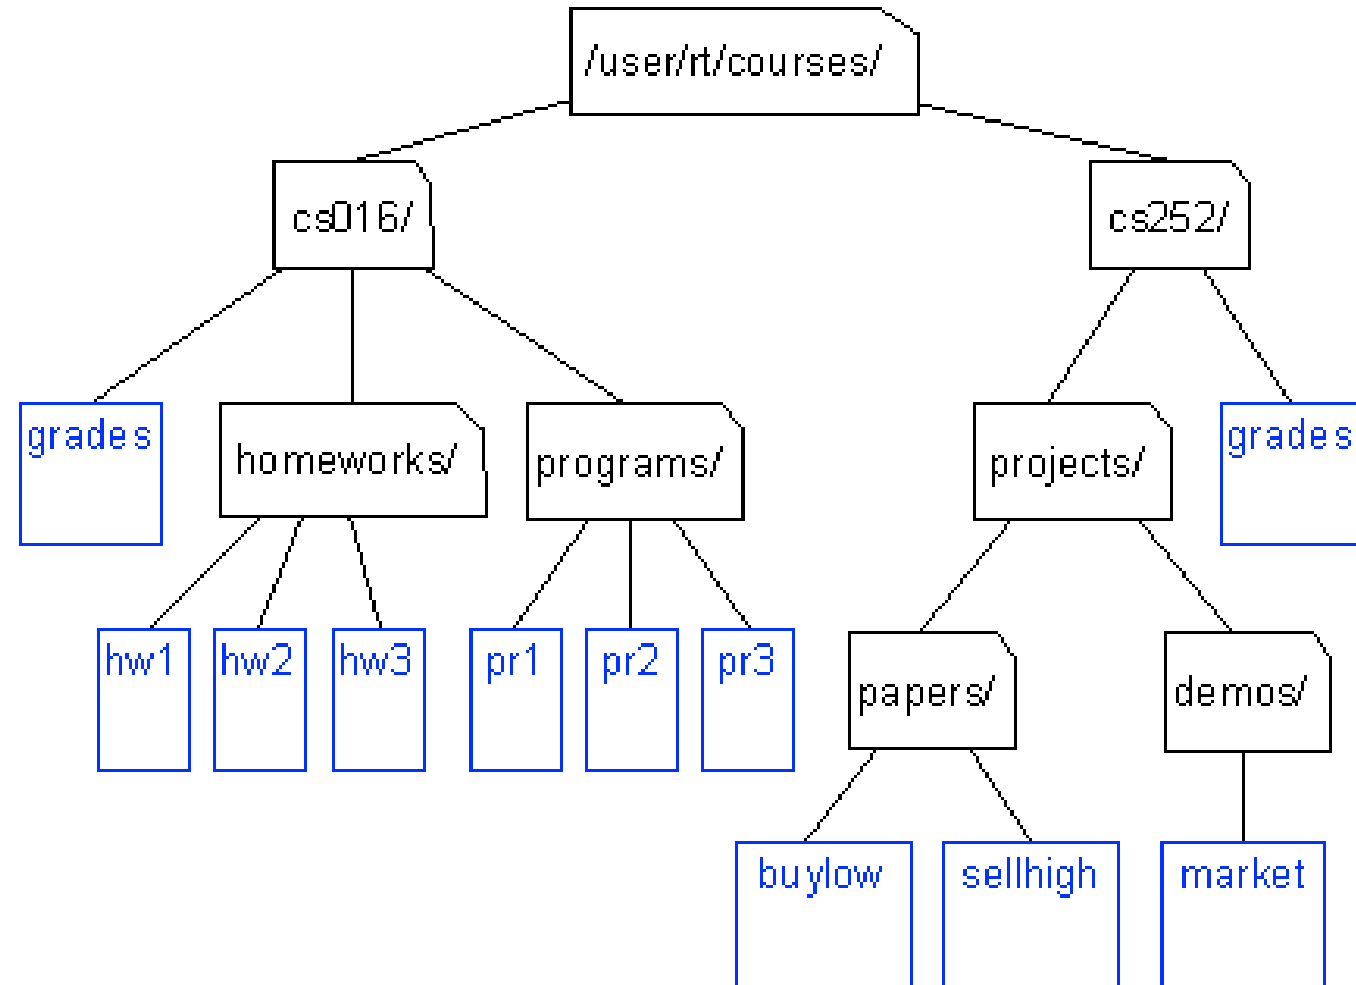 /user/rt/courses/
cs016/
cs252/
grades
homeworks/
programs/
projects/
grades
hw1
hw2
hw3
pr1
pr2
pr3
papers/
demos/
buylow
sellhigh
market